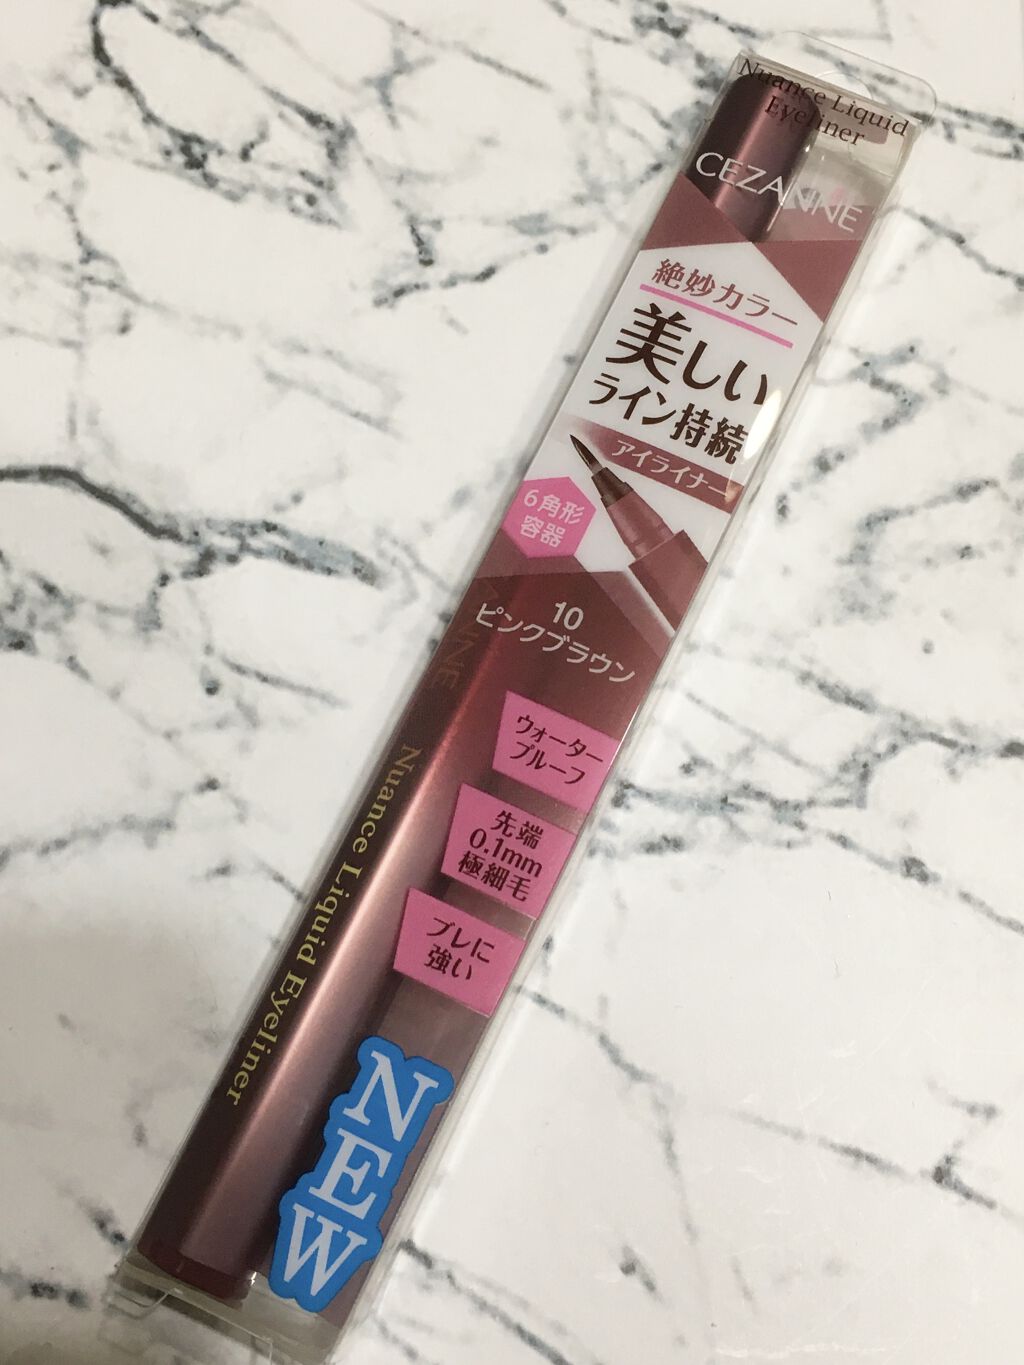 Nuance Liquid
Eyeliner
CEZANNE
絶妙カラー
美しい
ライン持続
アイライナー
6角形
容器
10
ピンクブラウン
ウォーター
プルーフ
先端
0.1mm
極細毛
ブレに
強い
NEW
Nuance Liquid Eyeliner